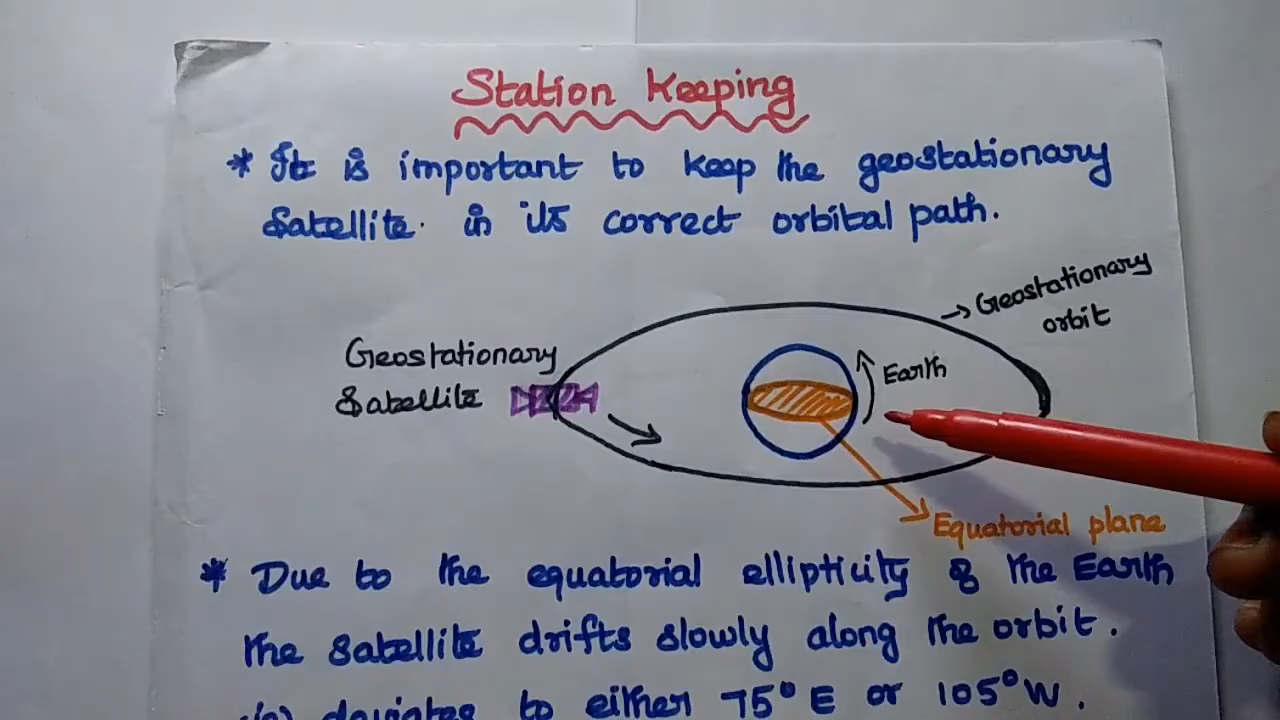 Station Keeping
* It is important to keep the geostationary
satellite. in its correct orbital path.
→ Geostationary
orbit
Geostationary
Satellite
Earth
Equatorial plane
* Due to the equatorial ellipticity of the Earth
the satellite drifts slowly along the orbit.
(ie) deviates to either 75° E or 105° W.